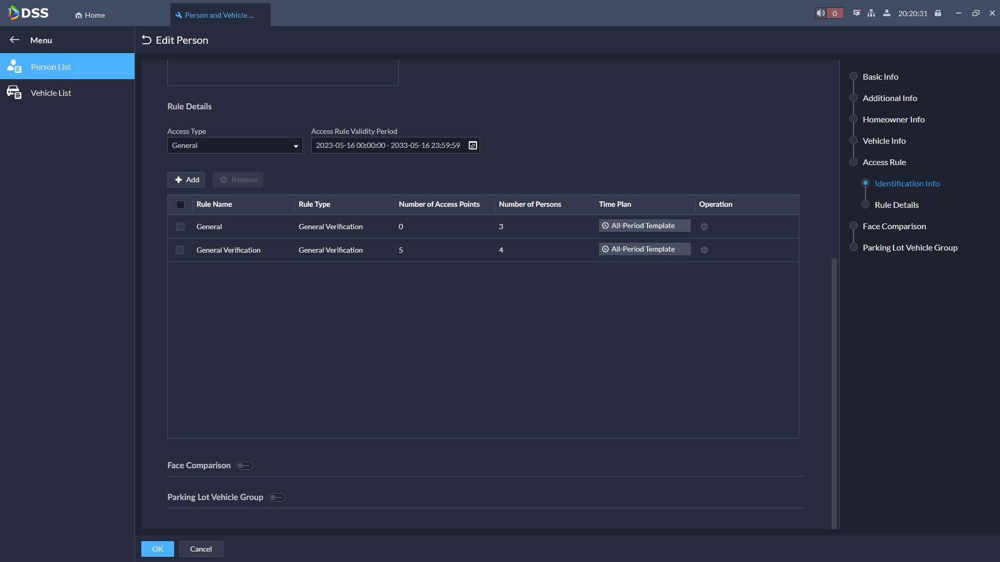 DSS
Home
Person and Vehicle ...
0
20:20:31
Menu
Edit Person
Person List
Vehicle List
Rule Details
Access Type
Access Rule Validity Period
General
2023-05-16 00:00:00 - 2033-05-16 23:59:59
Add
Remove
Rule Name
Rule Type
Number of Access Points
Number of Persons
Time Plan
Operation
General
General Verification
0
3
All-Period Template
General Verification
General Verification
5
4
All-Period Template
Face Comparison
Parking Lot Vehicle Group
OK
Cancel
Basic Info
Additional Info
Homeowner Info
Vehicle Info
Access Rule
Identification Info
Rule Details
Face Comparison
Parking Lot Vehicle Group